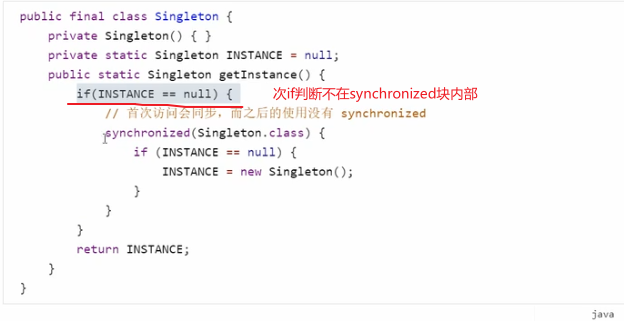 public final class Singleton {
private Singleton() { }
private static Singleton INSTANCE = null;
public static Singleton getInstance() {
if(INSTANCE == null) { 次if判断不在synchronized块内部
// 首次访问会同步，而之后的使用没有 synchronized
synchronized(Singleton.class) {
if (INSTANCE == null) {
INSTANCE = new Singleton();
}
}
}
return INSTANCE;
}
}
java